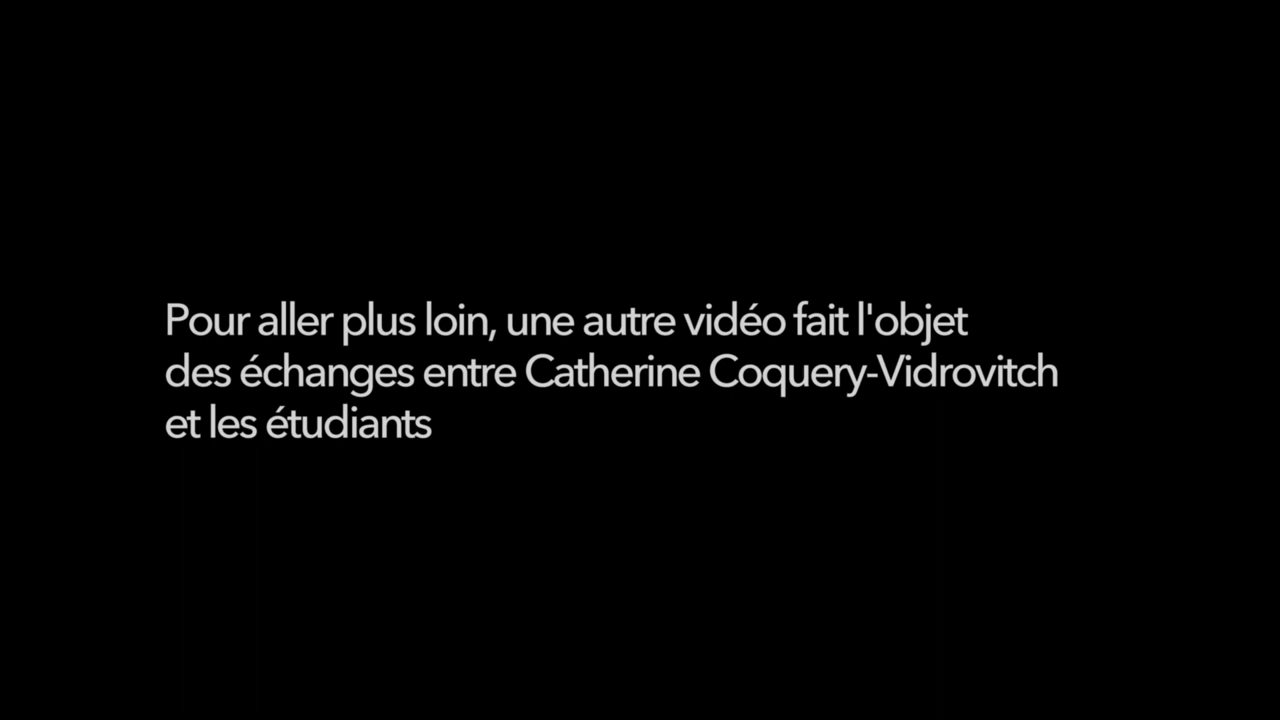 Pour aller plus loin, une autre vidéo fait l'objet
des échanges entre Catherine Coquery-Vidrovitch
et les étudiants